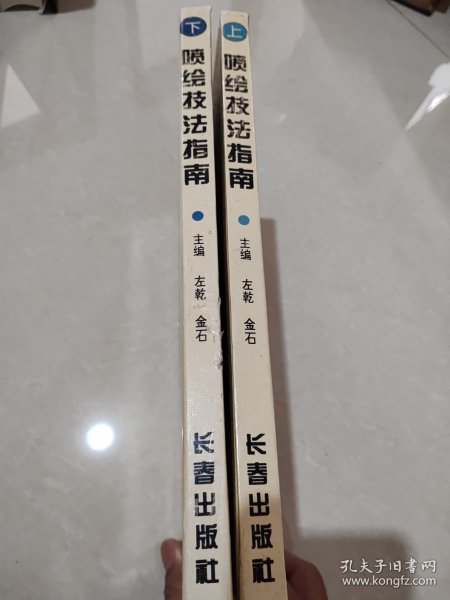 下
喷绘技法指南
主编
左乾
金石
长春出版社
上
喷绘技法指南
主编
左乾
金石
长春出版社
孔夫子旧书网
www.kongfz.com